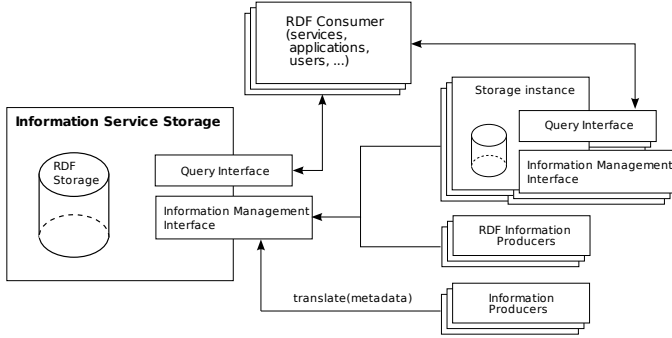 RDF Consumer
(services,
applications,
users, ...)
Storage instance
Query Interface
Information Management
Interface
Information Service Storage
RDF
Storage
Query Interface
Information Management
Interface
RDF Information
Producers
translate(metadata)
Information
Producers